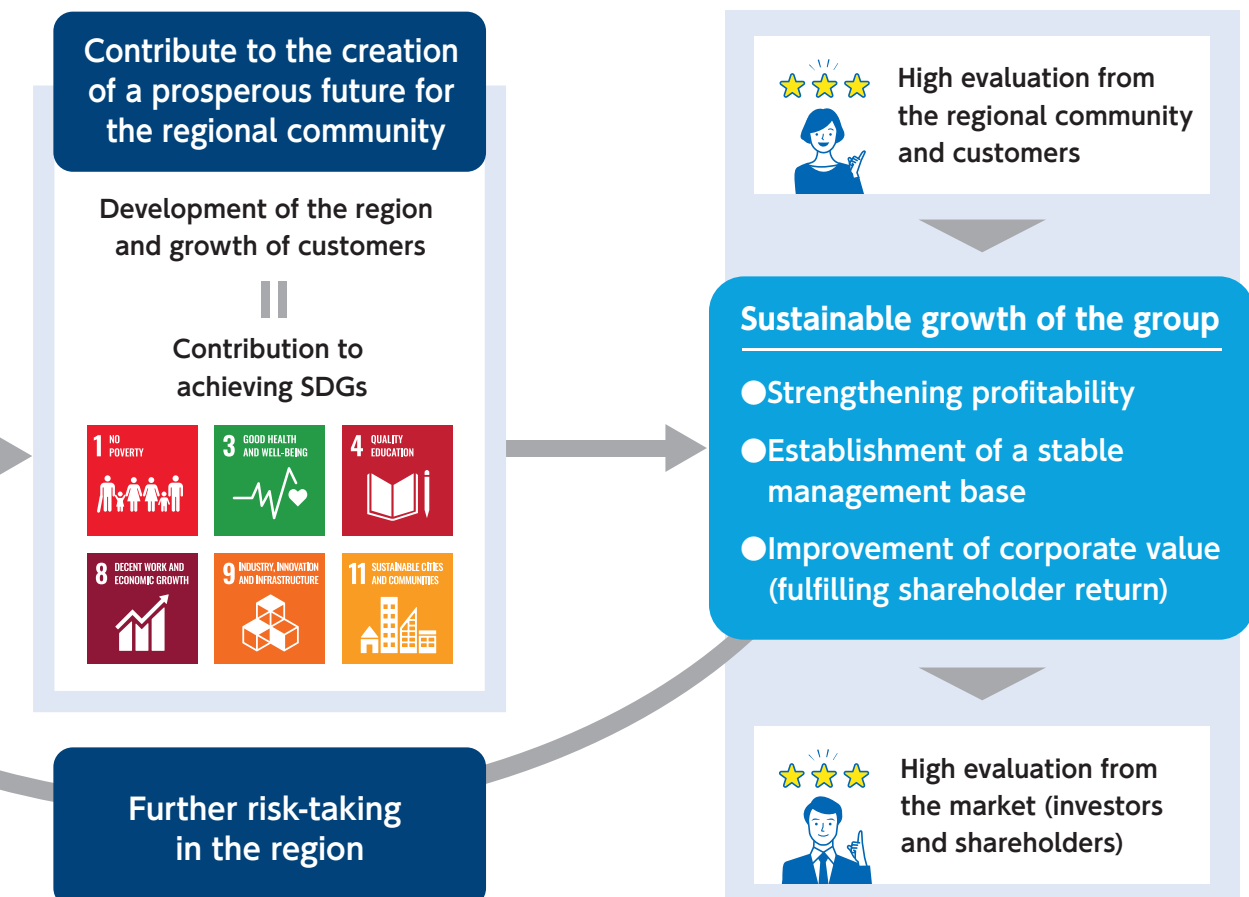 Contribute to the creation
of a prosperous future for
the regional community
Development of the region
and growth of customers
Contribution to
achieving SDGs
1 NO
POVERTY
3 GOOD HEALTH
AND WELL-BEING
4 QUALITY
EDUCATION
8 DECENT WORK AND
ECONOMIC GROWTH
9 INDUSTRY, INNOVATION
AND INFRASTRUCTURE
11 SUSTAINABLE CITIES
AND COMMUNITIES
Further risk-taking
in the region
High evaluation from
the regional community
and customers
Sustainable growth of the group
●Strengthening profitability
●Establishment of a stable
management base
●Improvement of corporate value
(fulfilling shareholder return)
High evaluation from
the market (investors
and shareholders)